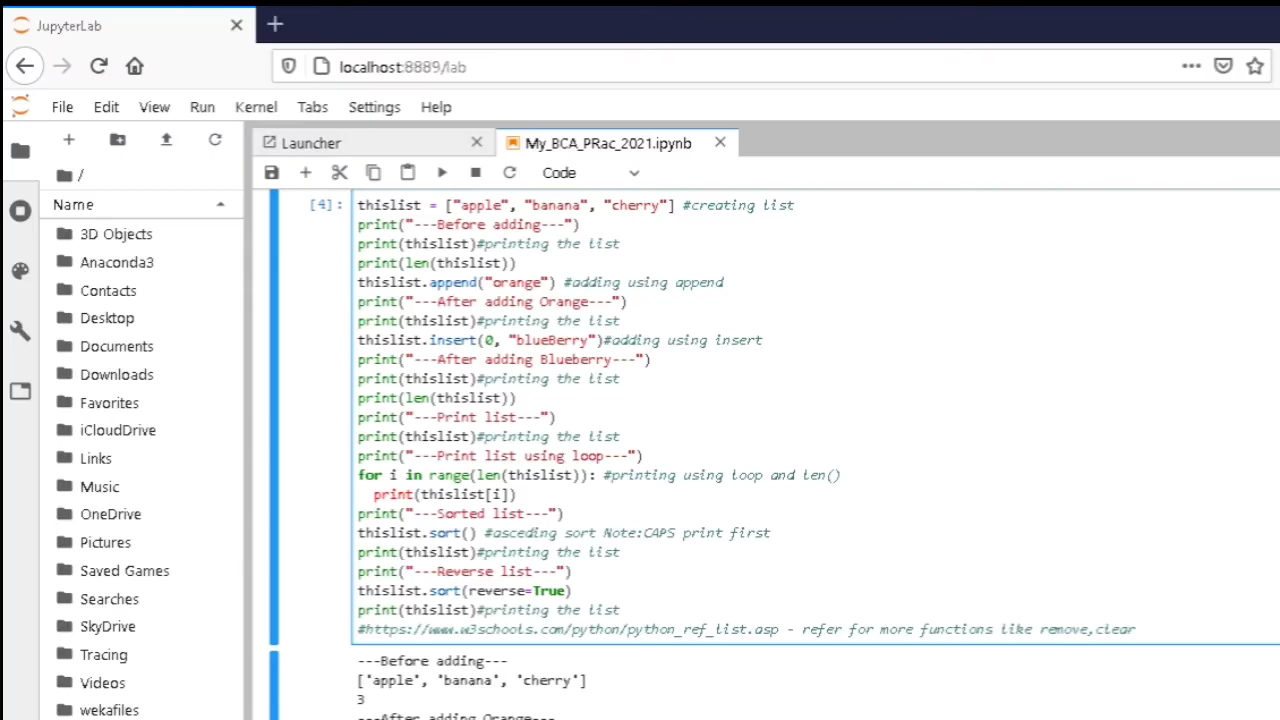 JupyterLab
localhost:8889/lab
File Edit View Run Kernel Tabs Settings Help
Launcher
My_BCA_PRac_2021.ipynb
Code
/
Name
3D Objects
Anaconda3
Contacts
Desktop
Documents
Downloads
Favorites
iCloudDrive
Links
Music
OneDrive
Pictures
Saved Games
Searches
SkyDrive
Tracing
Videos
wekafiles
[4]:
thislist = ["apple", "banana", "cherry"] #creating list
print("---Before adding---")
print(thislist)#printing the list
print(len(thislist))
thislist.append("orange") #adding using append
print("---After adding Orange---")
print(thislist)#printing the list
thislist.insert(0, "blueBerry")#adding using insert
print("---After adding Blueberry---")
print(thislist)#printing the list
print(len(thislist))
print("---Print list---")
print(thislist)#printing the list
print("---Print list using loop---")
for i in range(len(thislist)): #printing using loop and len()
  print(thislist[i])
print("---Sorted list---")
thislist.sort() #asceding sort Note:CAPS print first
print(thislist)#printing the list
print("---Reverse list---")
thislist.sort(reverse=True)
print(thislist)#printing the list
#https://www.w3schools.com/python/python_ref_list.asp - refer for more functions like remove,clear
---Before adding---
['apple', 'banana', 'cherry']
3
---After adding Orange---